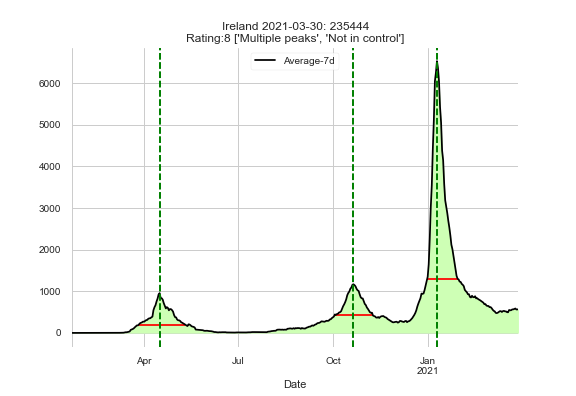 Ireland 2021-03-30: 235444
Rating:8 ['Multiple peaks', 'Not in control']
Average-7d
6000
5000
4000
3000
2000
1000
0
Apr Jul Oct Jan
2021
Date